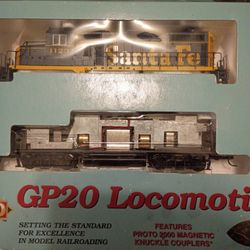 Santa Fe
GP20 Locomoti
SETTING THE STANDARD
FOR EXCELLENCE
IN MODEL RAILROADING
FEATURES
PROTO 2000 MAGNETIC
KNUCKLE COUPLERS